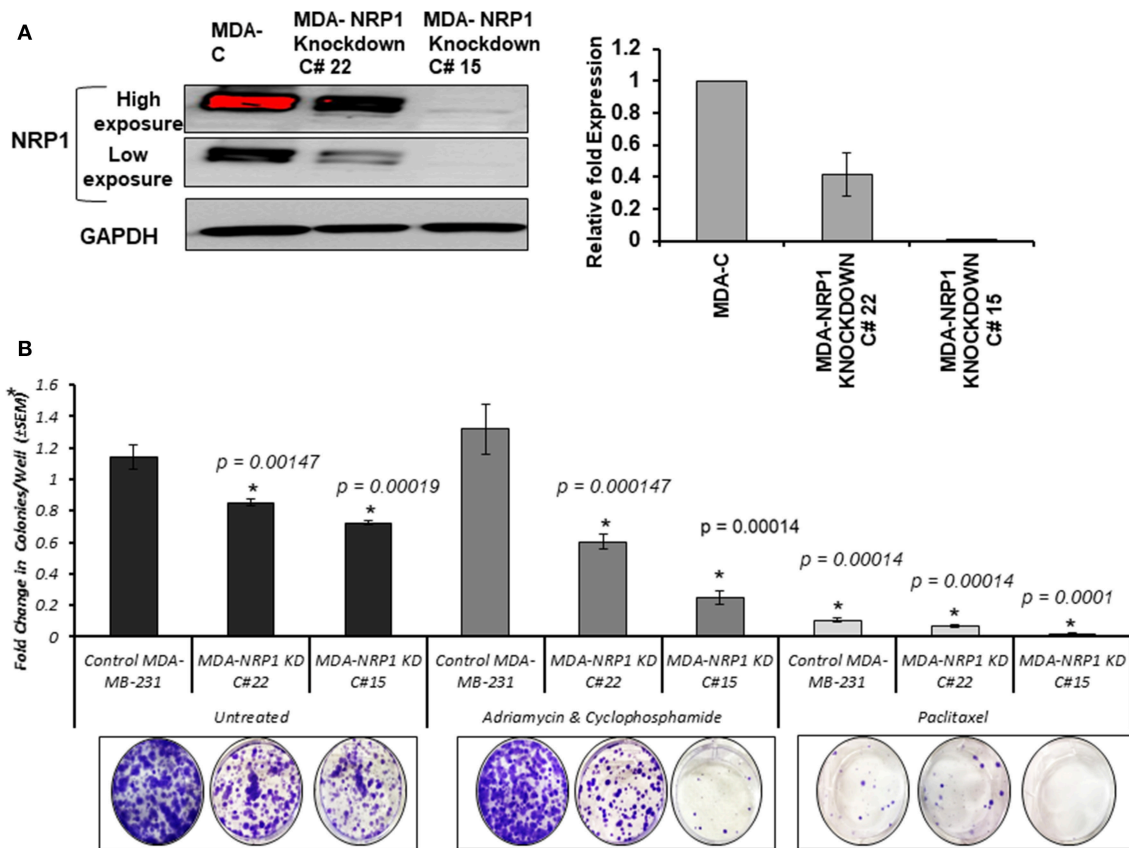 A
MDA-
C
MDA- NRP1
Knockdown
C# 22
MDA- NRP1
Knockdown
C# 15
NRP1
High
exposure
Low
exposure
GAPDH
Relative fold Expression
1.2
1
0.8
0.6
0.4
0.2
0
MDA-C
MDA-NRP1
KNOCKDOWN
C# 22
MDA-NRP1
KNOCKDOWN
C# 15
B
Fold Change in Colonies/Well (±SEM)*
1.6
1.4
1.2
1
0.8
0.6
0.4
0.2
0
p = 0.00147
*
p = 0.00019
*
p = 0.000147
*
p = 0.00014
*
p = 0.00014
*
p = 0.00014
*
p = 0.0001
*
Control MDA-
MB-231
MDA-NRP1 KD
C#22
MDA-NRP1 KD
C#15
Control MDA-
MB-231
MDA-NRP1 KD
C#22
MDA-NRP1 KD
C#15
Control MDA-
MB-231
MDA-NRP1 KD
C#22
MDA-NRP1 KD
C#15
Untreated
Adriamycin & Cyclophosphamide
Paclitaxel